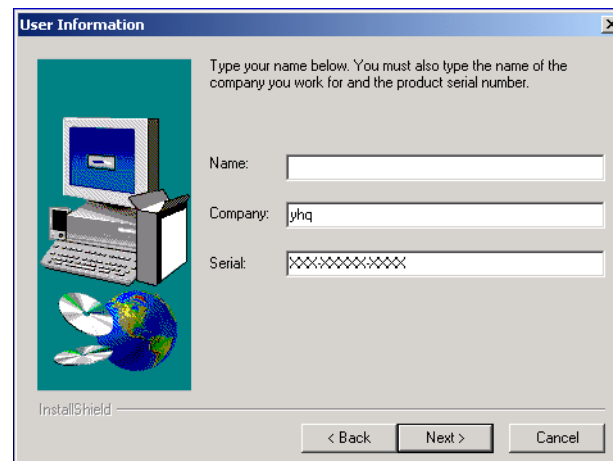 User Information
Type your name below. You must also type the name of the
company you work for and the product serial number.
Name:
Company: yhq
Serial: XXX-XXXXX-XXXX
InstallShield
< Back Next > Cancel